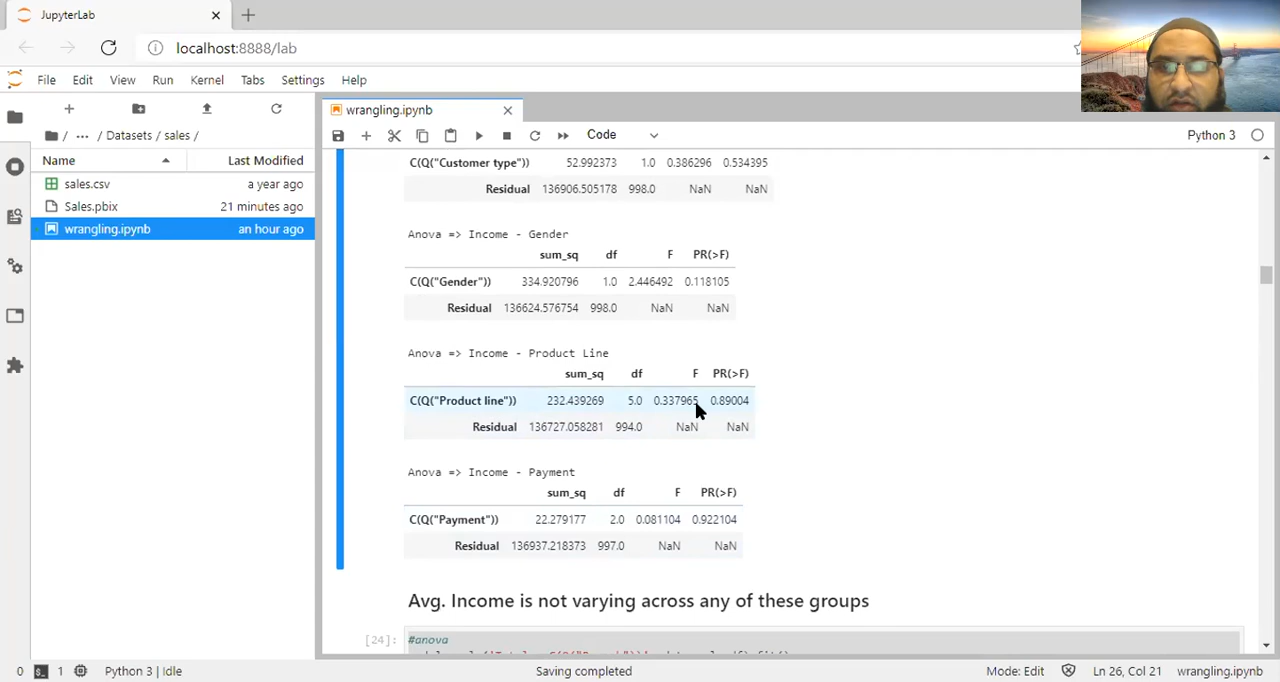 JupyterLab
localhost:8888/lab
File Edit View Run Kernel Tabs Settings Help
wrangling.ipynb
/ ... / Datasets / sales /
Code
Python 3
Name Last Modified
sales.csv a year ago
Sales.pbix 21 minutes ago
wrangling.ipynb an hour ago
C(Q("Customer type")) 52.992373 1.0 0.386296 0.534395
Residual 136906.505178 998.0 NaN NaN
Anova => Income - Gender
sum_sq df F PR(>F)
C(Q("Gender")) 334.920796 1.0 2.446492 0.118105
Residual 136624.576754 998.0 NaN NaN
Anova => Income - Product Line
sum_sq df F PR(>F)
C(Q("Product line")) 232.439269 5.0 0.337965 0.89004
Residual 136727.058281 994.0 NaN NaN
Anova => Income - Payment
sum_sq df F PR(>F)
C(Q("Payment")) 22.279177 2.0 0.081104 0.922104
Residual 136937.218373 997.0 NaN NaN
Avg. Income is not varying across any of these groups
[24]: #anova
0 1 Python 3 | Idle Saving completed Mode: Edit Ln 26, Col 21 wrangling.ipynb